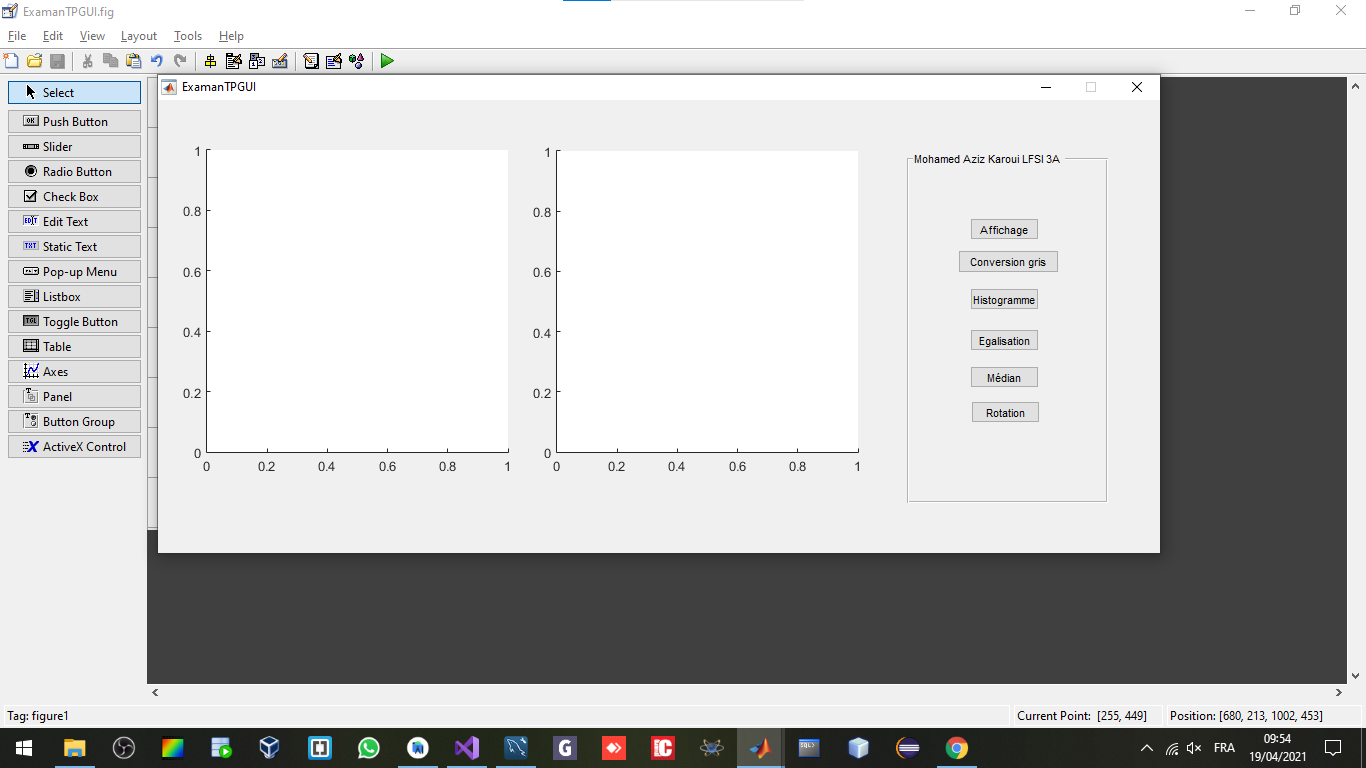 ExamanTPGUI.fig
File Edit View Layout Tools Help
Select
Push Button
Slider
Radio Button
Check Box
Edit Text
Static Text
Pop-up Menu
Listbox
Toggle Button
Table
Axes
Panel
Button Group
ActiveX Control
ExamanTPGUI
1
0.8
0.6
0.4
0.2
0
0 0.2 0.4 0.6 0.8 1
1
0.8
0.6
0.4
0.2
0
0 0.2 0.4 0.6 0.8 1
Mohamed Aziz Karoui LFSI 3A
Affichage
Conversion gris
Histogramme
Egalisation
Médian
Rotation
Tag: figure1
Current Point: [255, 449]
Position: [680, 213, 1002, 453]
FRA
09:54
19/04/2021